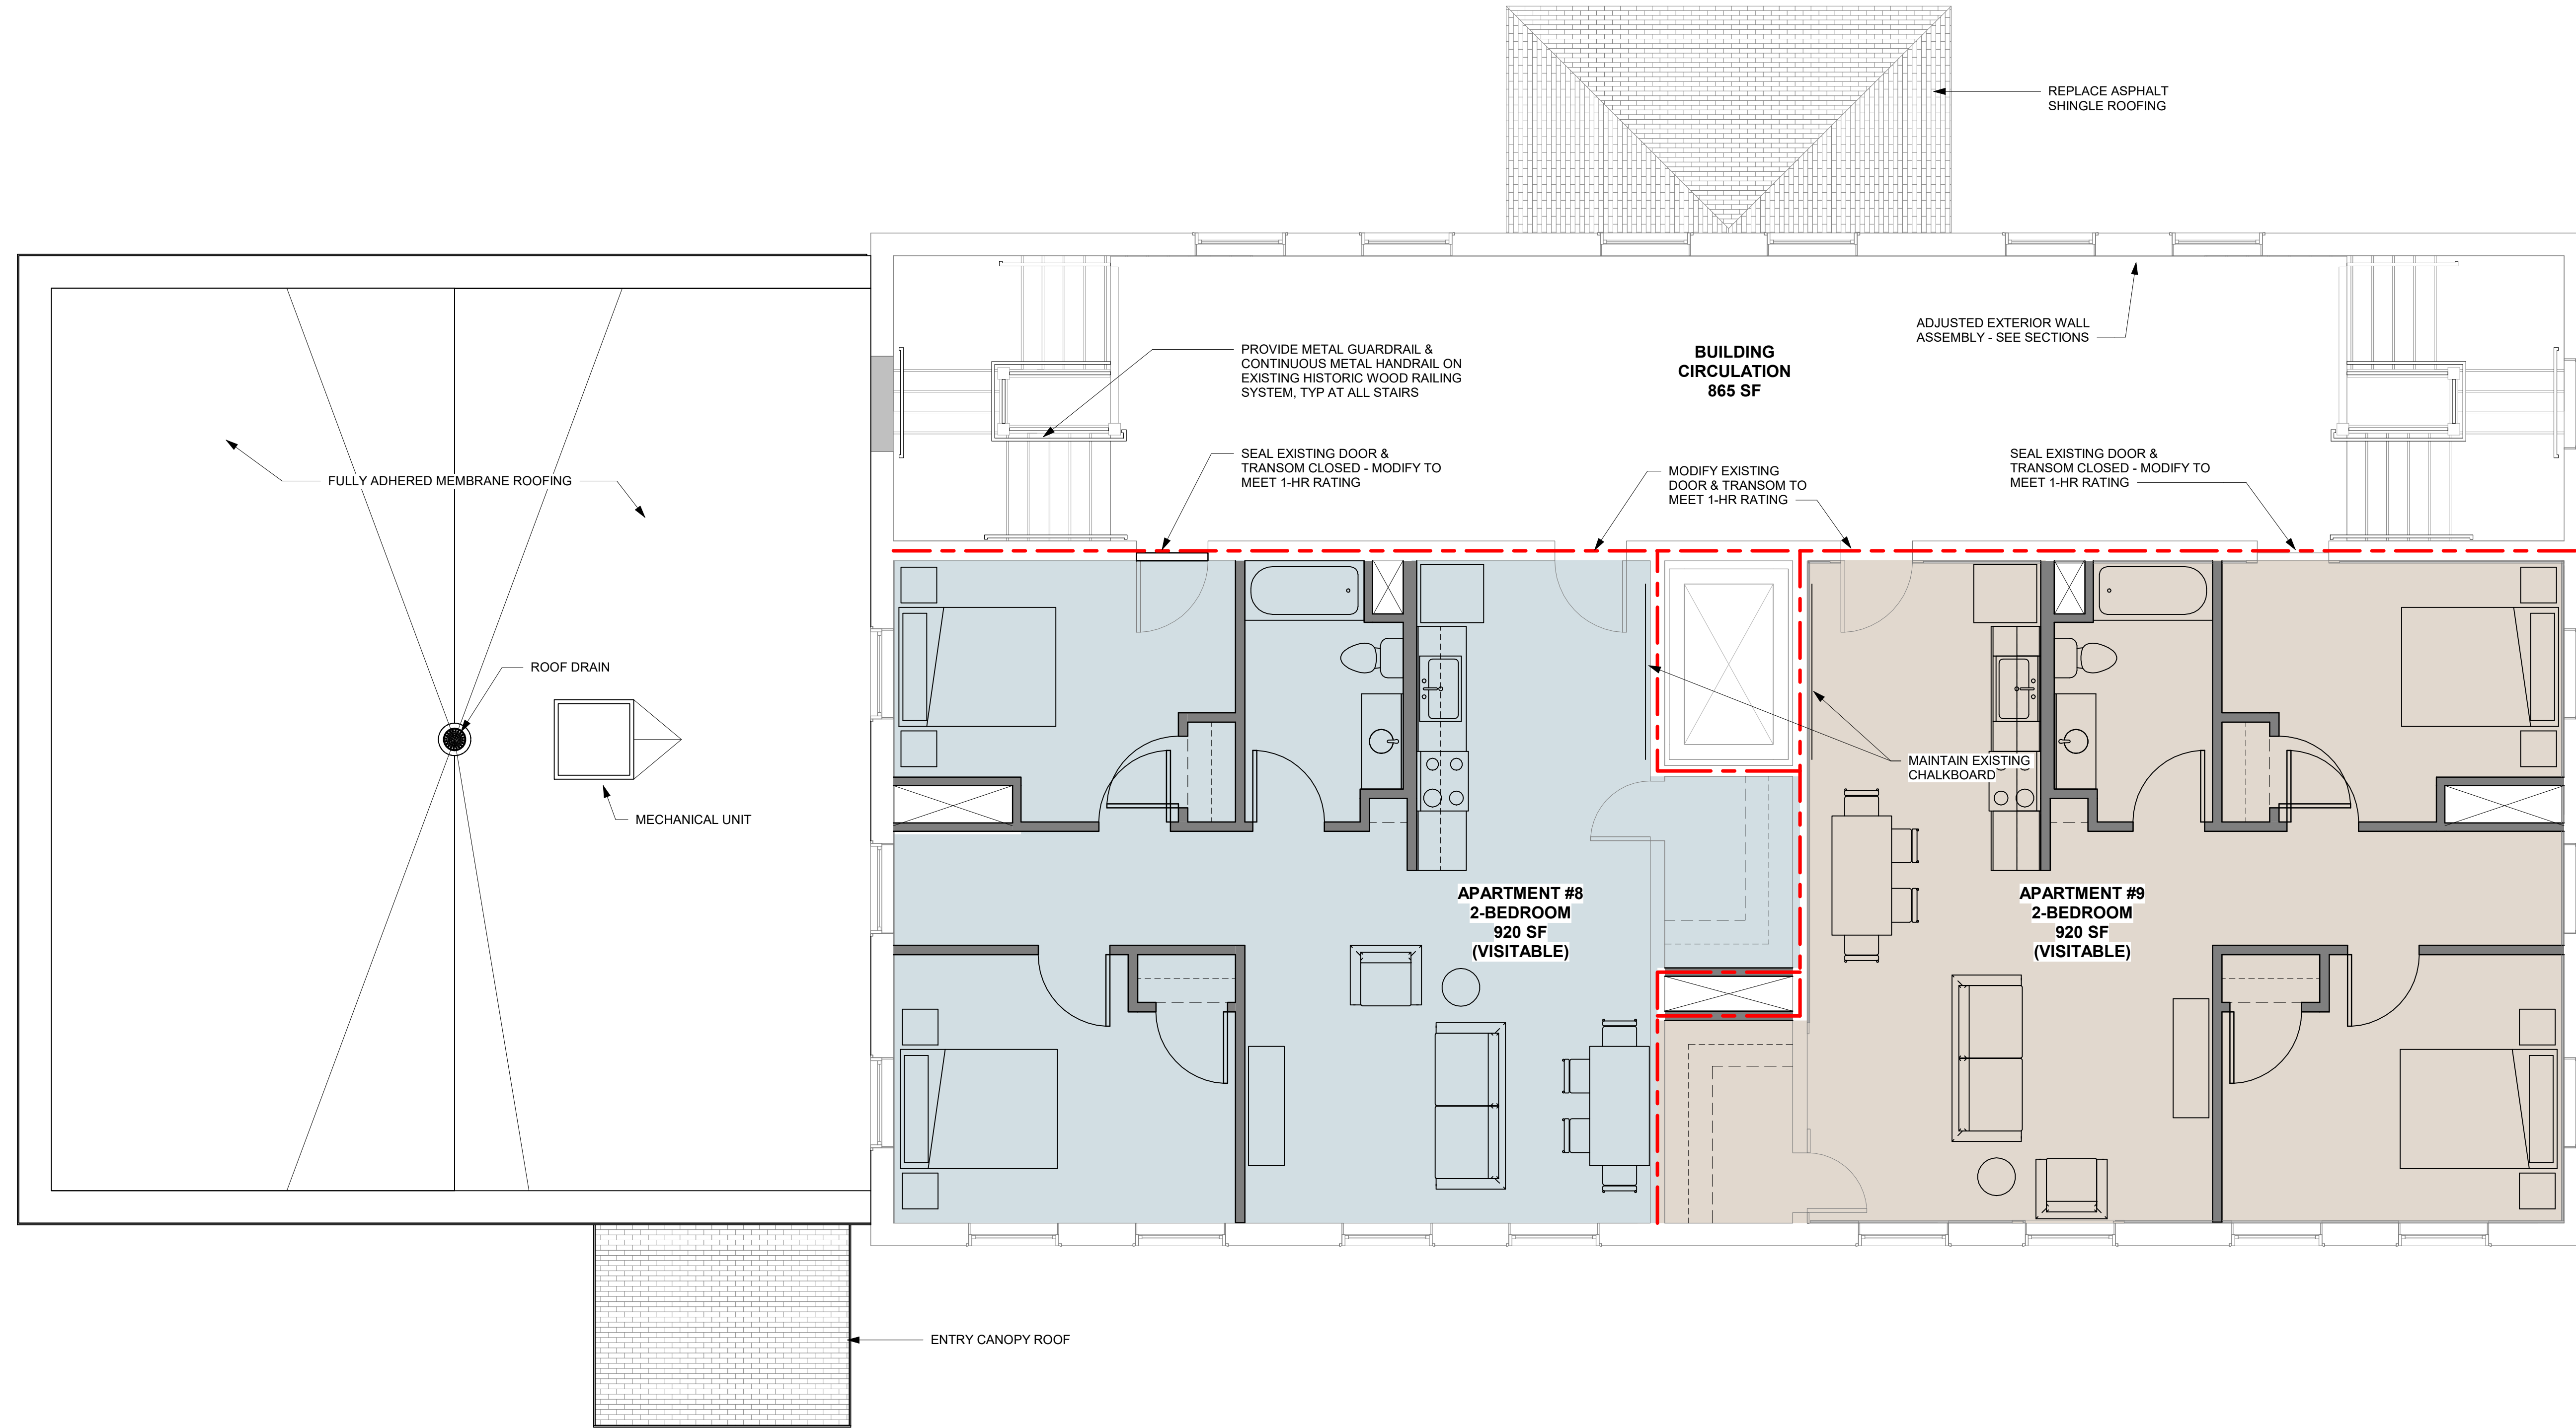 REPLACE ASPHALT
SHINGLE ROOFING
ADJUSTED EXTERIOR WALL
ASSEMBLY - SEE SECTIONS
PROVIDE METAL GUARDRAIL &
CONTINUOUS METAL HANDRAIL ON
EXISTING HISTORIC WOOD RAILING
SYSTEM, TYP AT ALL STAIRS
BUILDING
CIRCULATION
865 SF
SEAL EXISTING DOOR &
TRANSOM CLOSED - MODIFY TO
MEET 1-HR RATING
MODIFY EXISTING
DOOR & TRANSOM TO
MEET 1-HR RATING
SEAL EXISTING DOOR &
TRANSOM CLOSED - MODIFY TO
MEET 1-HR RATING
FULLY ADHERED MEMBRANE ROOFING
ROOF DRAIN
MECHANICAL UNIT
MAINTAIN EXISTING
CHALKBOARD
APARTMENT #8
2-BEDROOM
920 SF
(VISITABLE)
APARTMENT #9
2-BEDROOM
920 SF
(VISITABLE)
ENTRY CANOPY ROOF